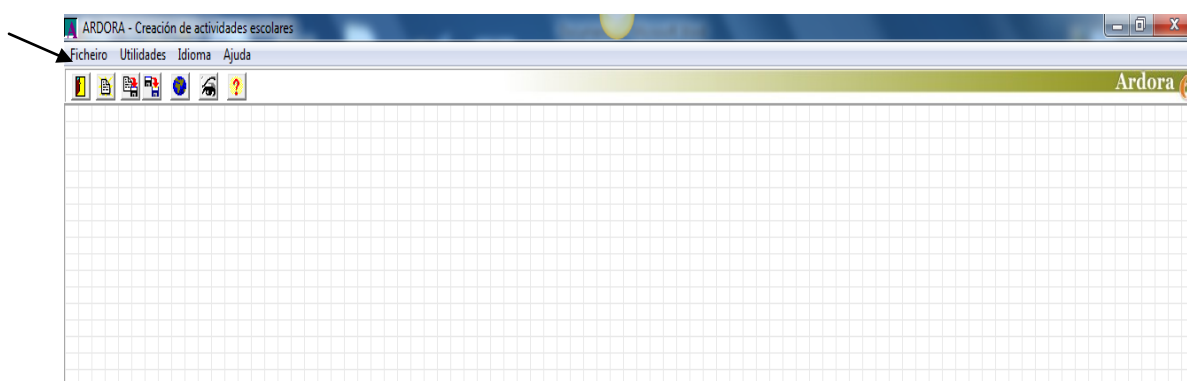 ARDORA - Creación de actividades escolares
Ficheiro Utilidades Idioma Ajuda
Ardora